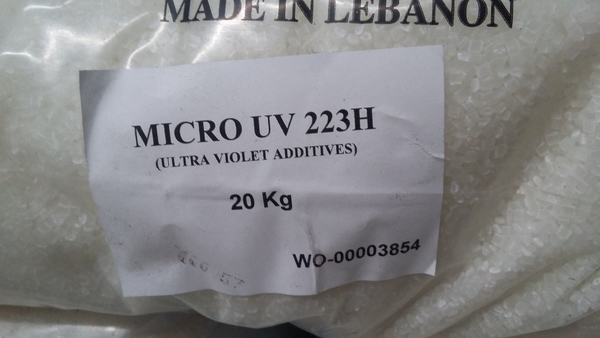 MADE IN LEBANON
MICRO UV 223H
(ULTRA VIOLET ADDITIVES)
20 Kg
WO-00003854